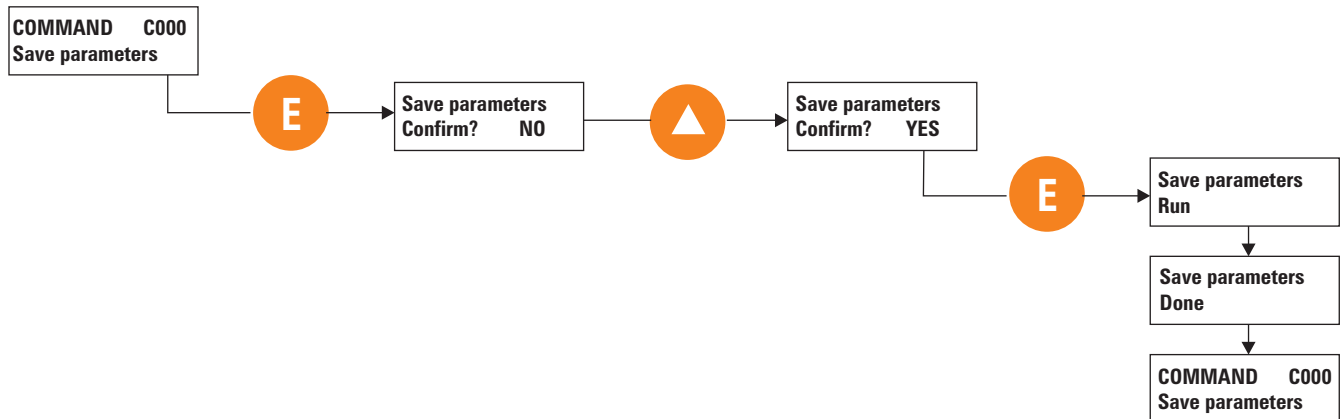 COMMAND C000
Save parameters
E
Save parameters
Confirm? NO
Save parameters
Confirm? YES
E
Save parameters
Run
Save parameters
Done
COMMAND C000
Save parameters